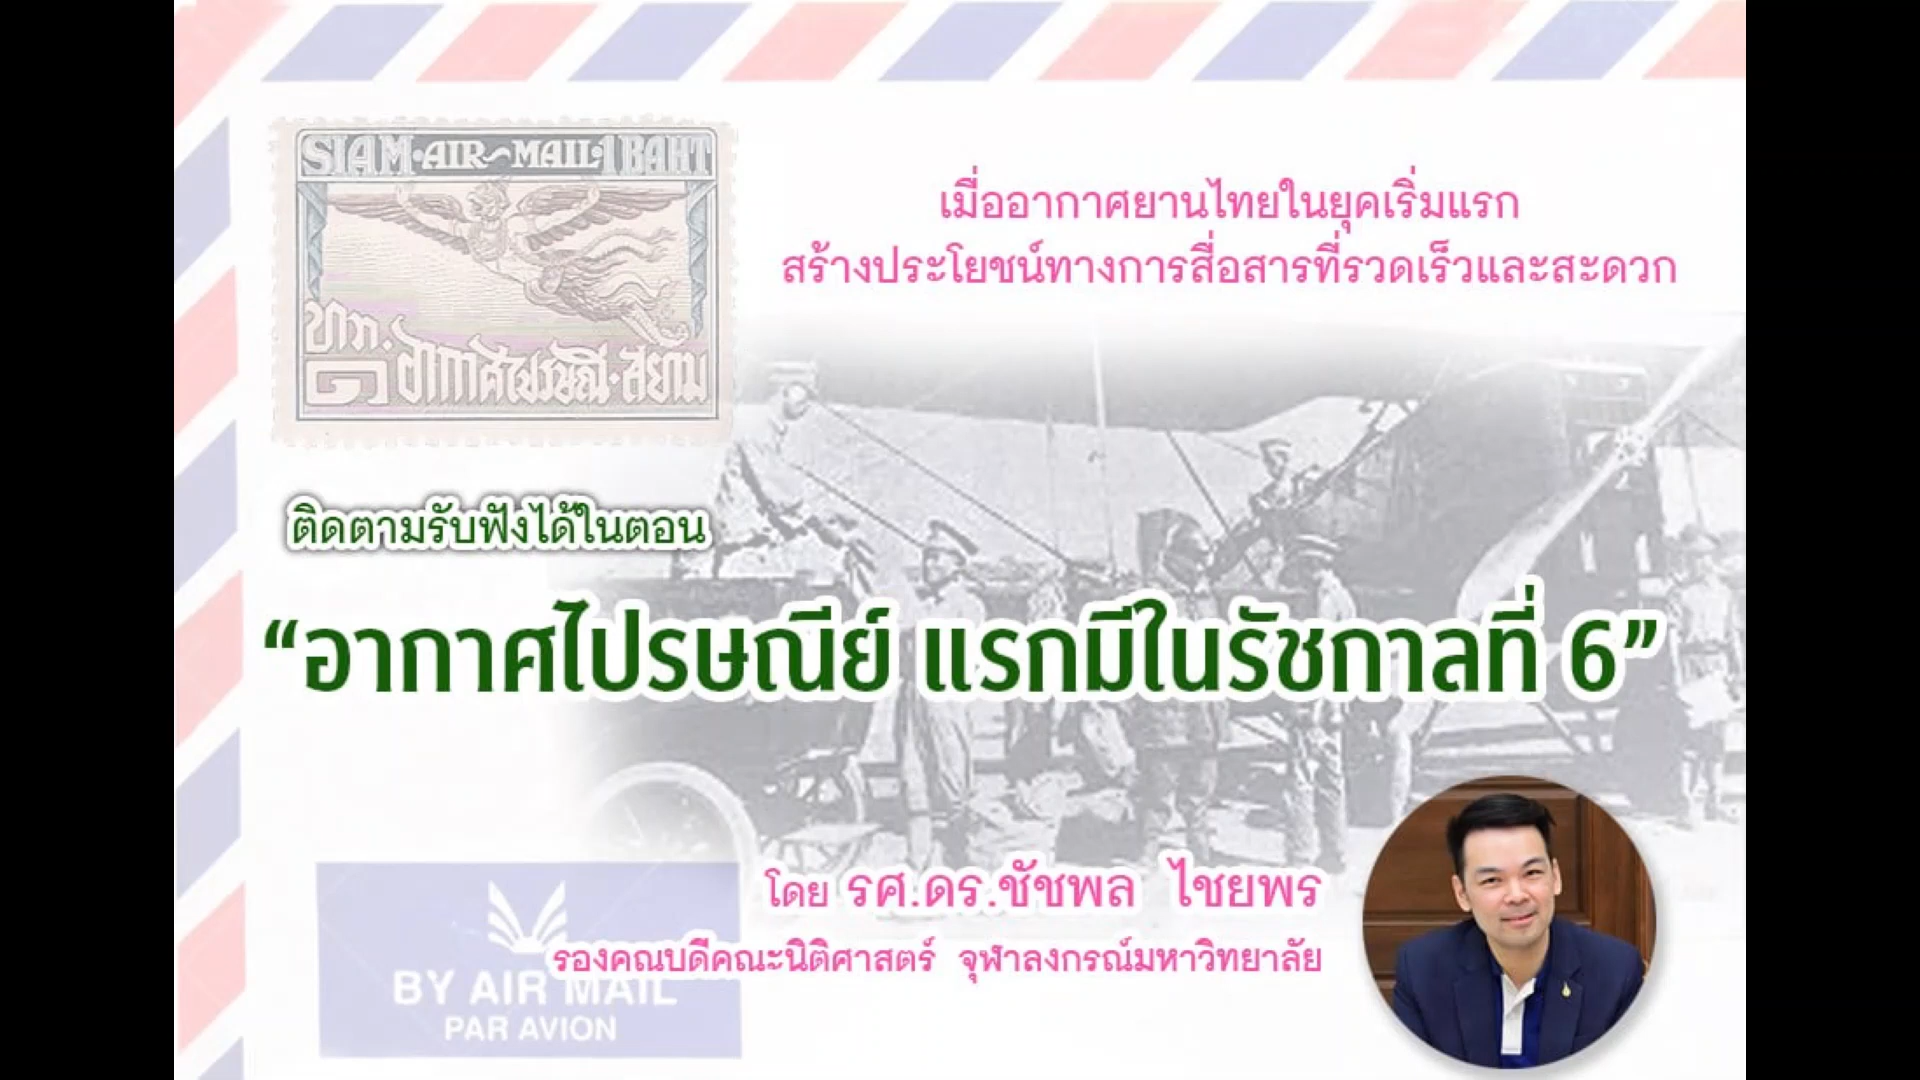 SIAM·AIR~MAIL·1BAHT
บาท.
๑ อากาศไปรษณี·สยาม
เมื่ออากาศยานไทยในยุคเริ่มแรก
สร้างประโยชน์ทางการสื่อสารที่รวดเร็วและสะดวก
ติดตามรับฟังได้ในตอน
“อากาศไปรษณีย์ แรกมีในรัชกาลที่ 6”
โดย รศ.ดร.ชัชพล ไชยพร
รองคณบดีคณะนิติศาสตร์ จุฬาลงกรณ์มหาวิทยาลัย
BY AIR MAIL
PAR AVION